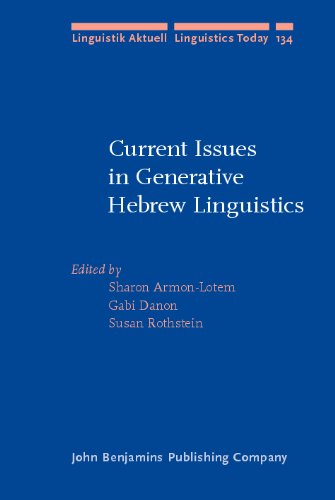 Linguistik Aktuell Linguistics Today 134
Current Issues
in Generative
Hebrew Linguistics
Edited by
Sharon Armon-Lotem
Gabi Danon
Susan Rothstein
John Benjamins Publishing Company